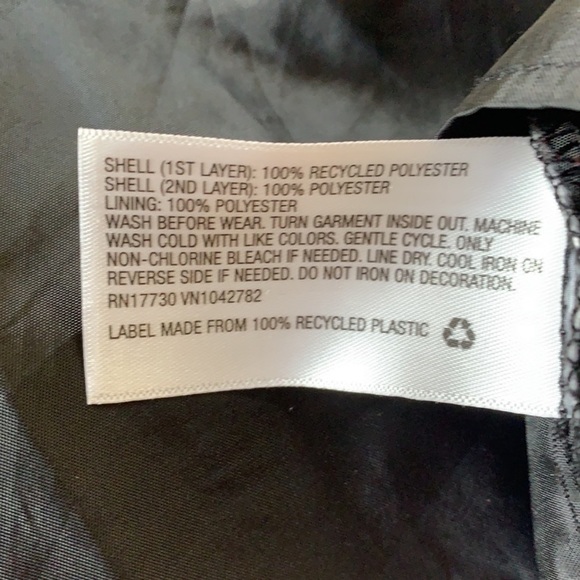 SHELL (1ST LAYER): 100% RECYCLED POLYESTER
SHELL (2ND LAYER): 100% POLYESTER
LINING: 100% POLYESTER
WASH BEFORE WEAR. TURN GARMENT INSIDE OUT. MACHINE
WASH COLD WITH LIKE COLORS. GENTLE CYCLE. ONLY
NON-CHLORINE BLEACH IF NEEDED. LINE DRY. COOL IRON ON
REVERSE SIDE IF NEEDED. DO NOT IRON ON DECORATION.
RN17730 VN1042782
LABEL MADE FROM 100% RECYCLED PLASTIC